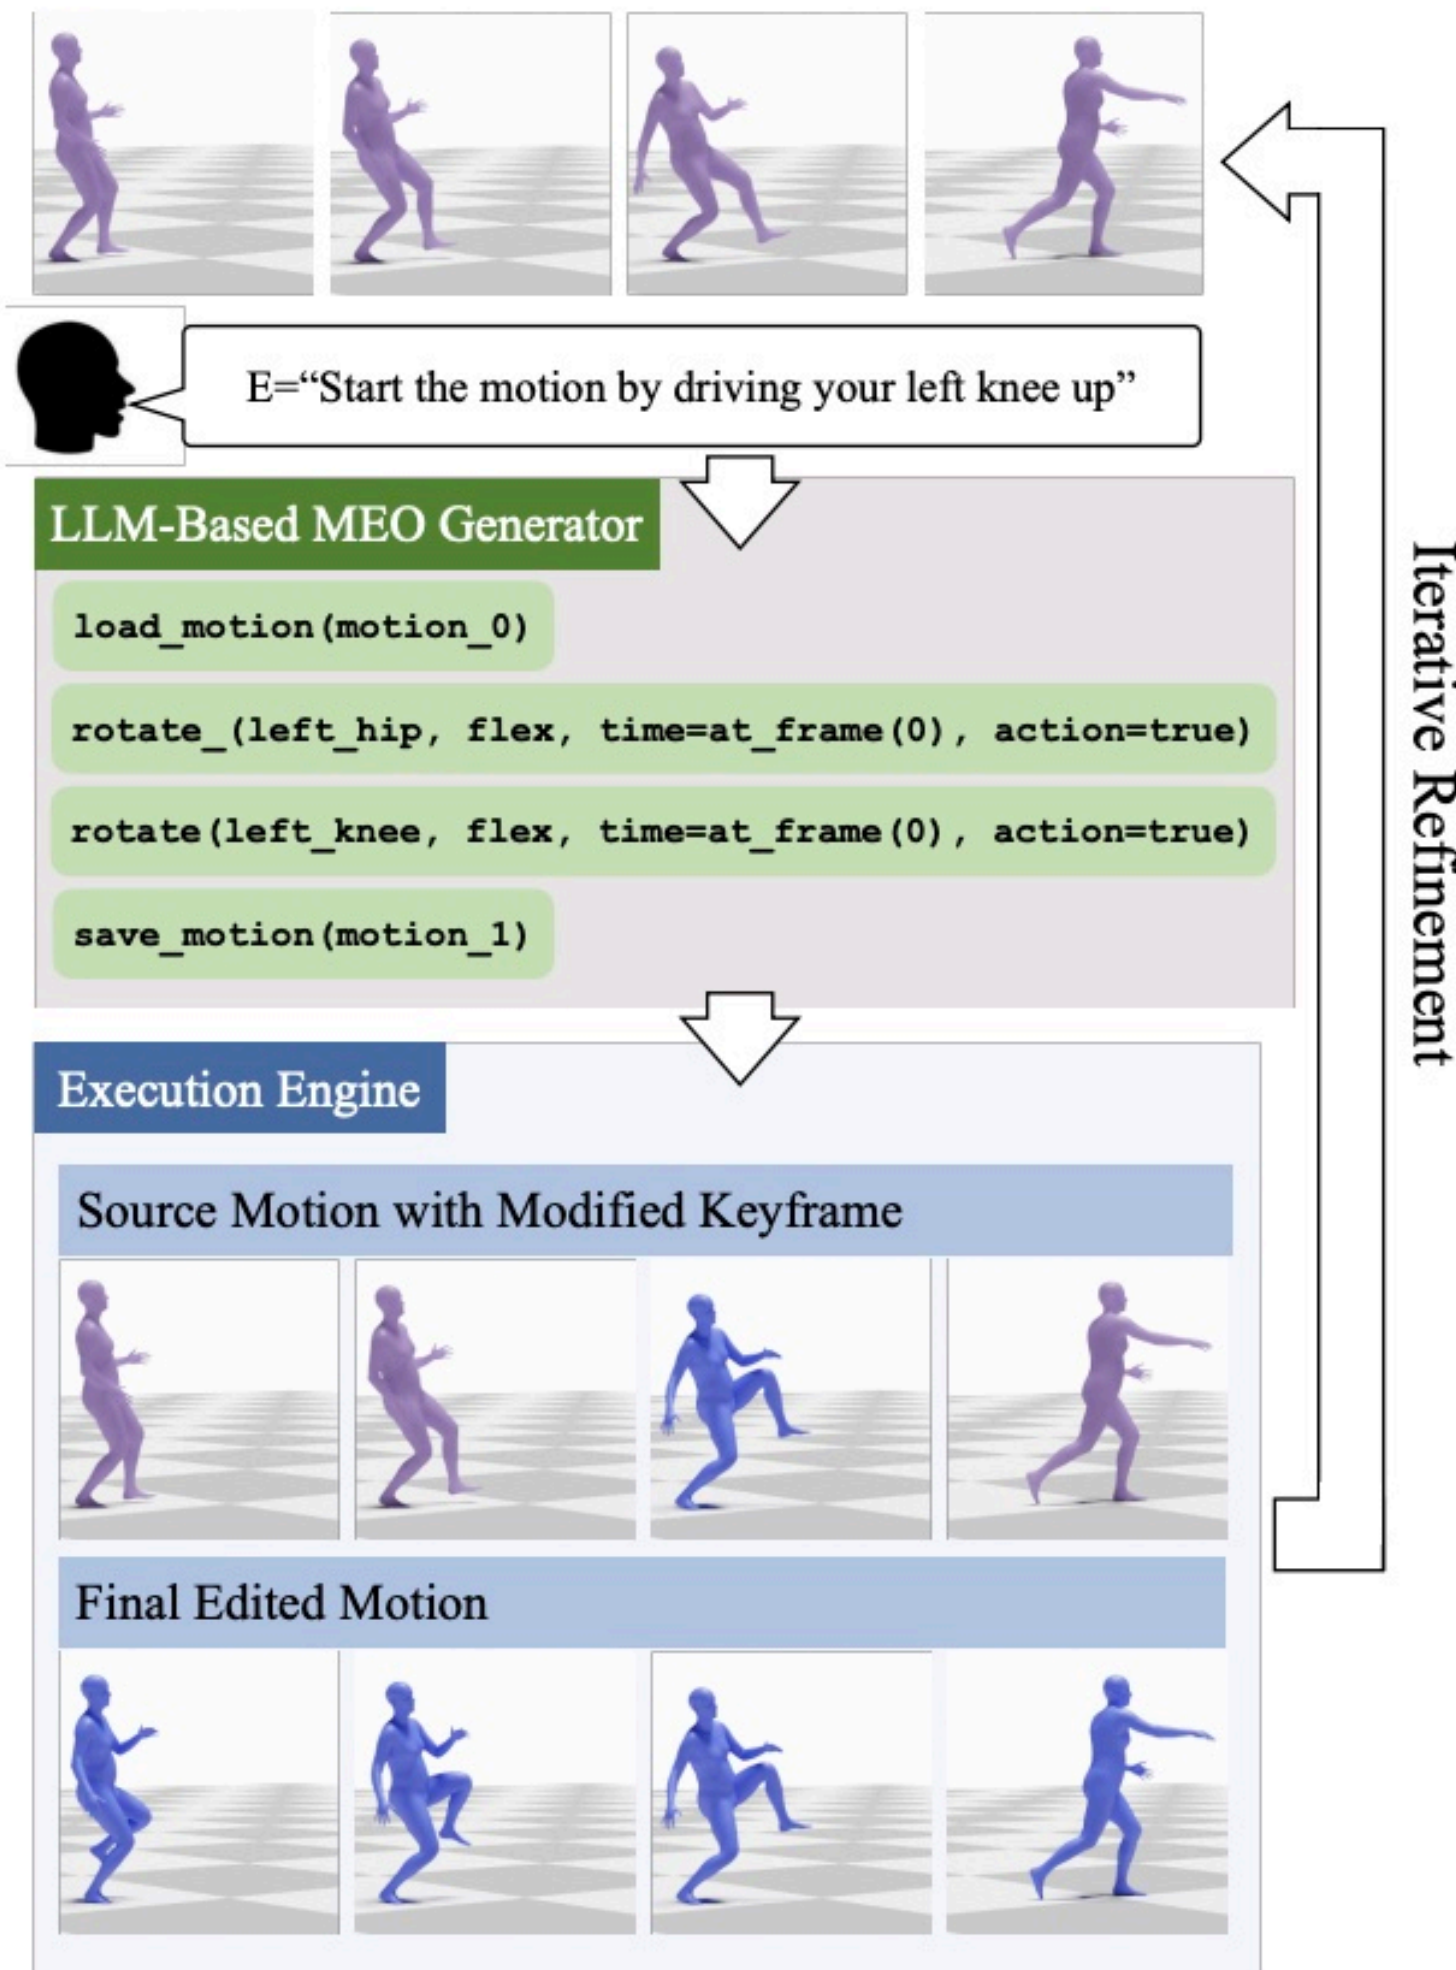 E=“Start the motion by driving your left knee up”
LLM-Based MEO Generator
load_motion(motion_0)
rotate_(left_hip, flex, time=at_frame(0), action=true)
rotate(left_knee, flex, time=at_frame(0), action=true)
save_motion(motion_1)
Execution Engine
Source Motion with Modified Keyframe
Final Edited Motion
Iterative Refinement